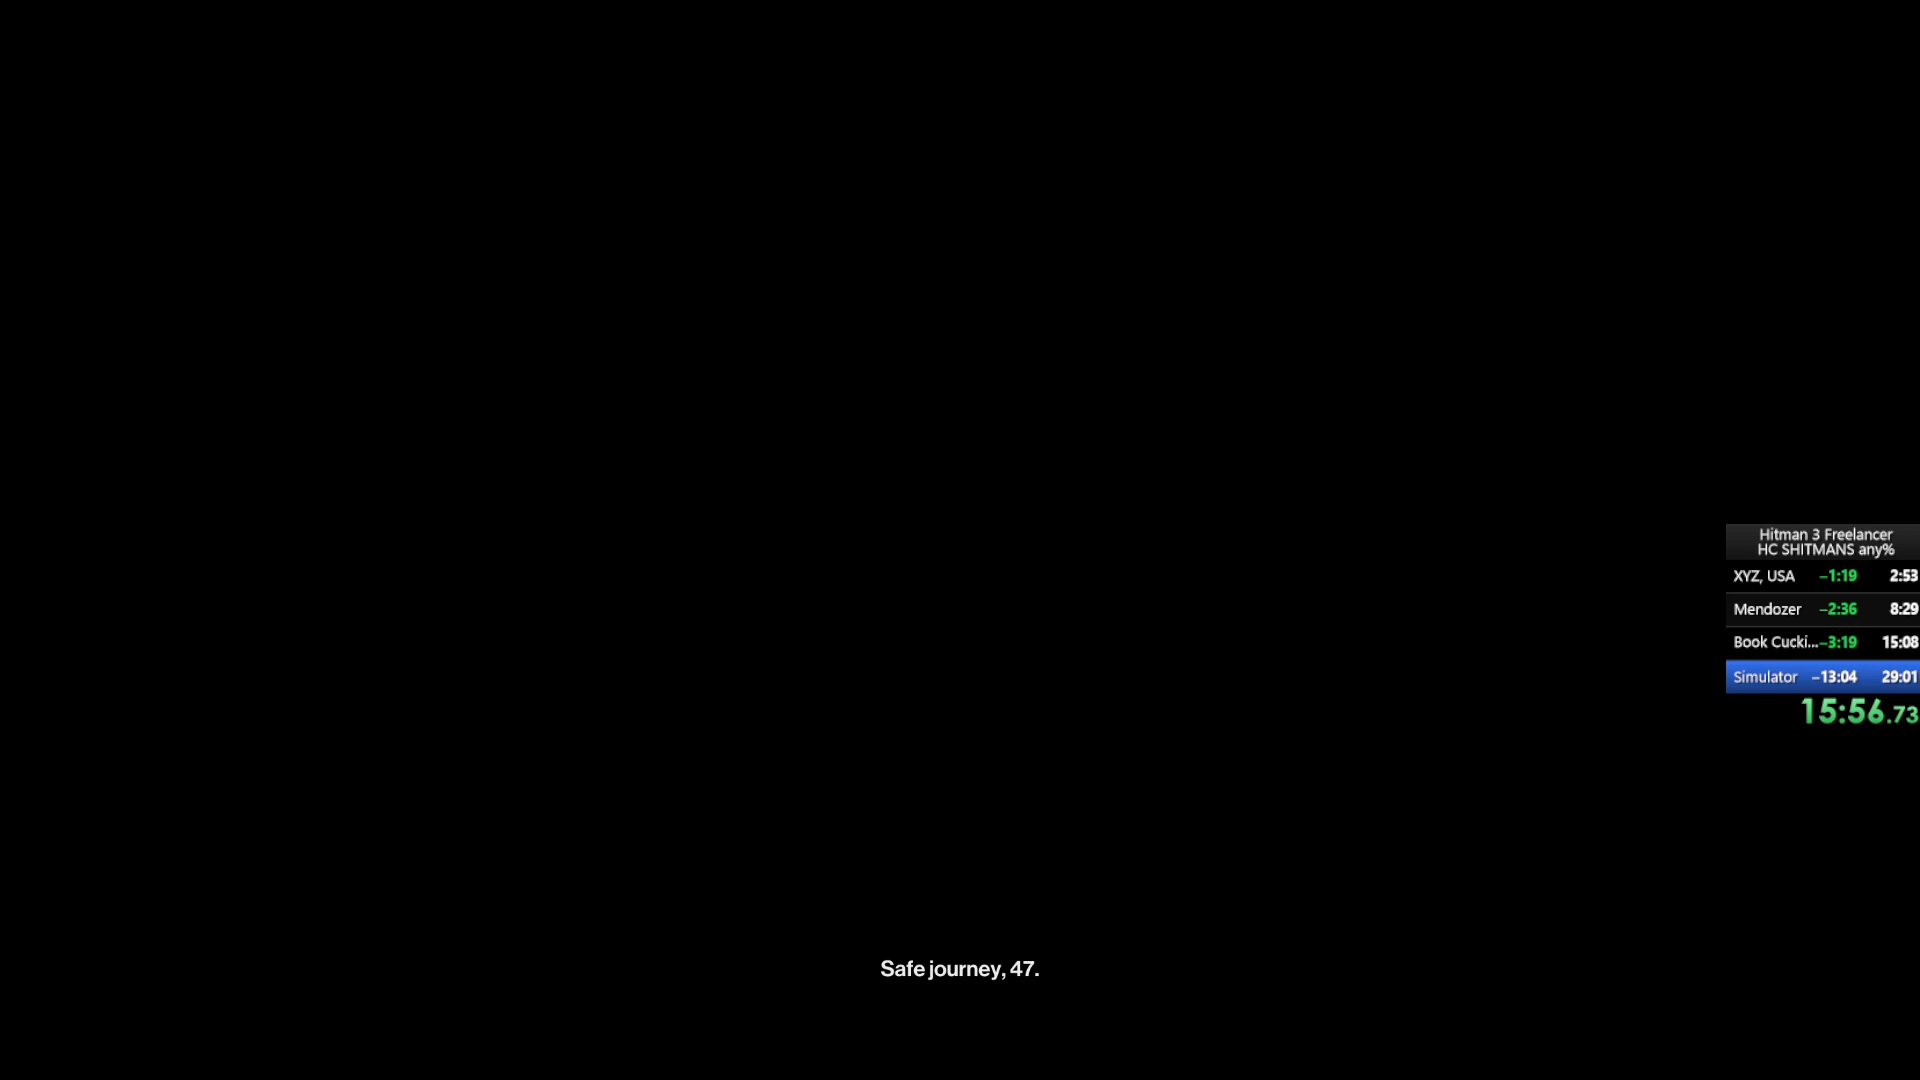 Hitman 3 Freelancer
HC SHITMANS any%
XYZ, USA −1:19 2:53
Mendozer −2:36 8:29
Book Cucki...−3:19 15:08
Simulator −13:04 29:01
15:56.73
Safe journey, 47.